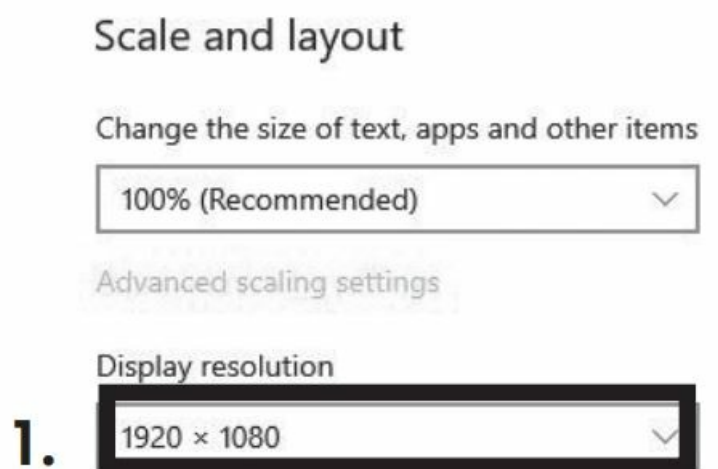 Scale and layout
Change the size of text, apps and other items
100% (Recommended)
Advanced scaling settings
Display resolution
1. 1920 × 1080